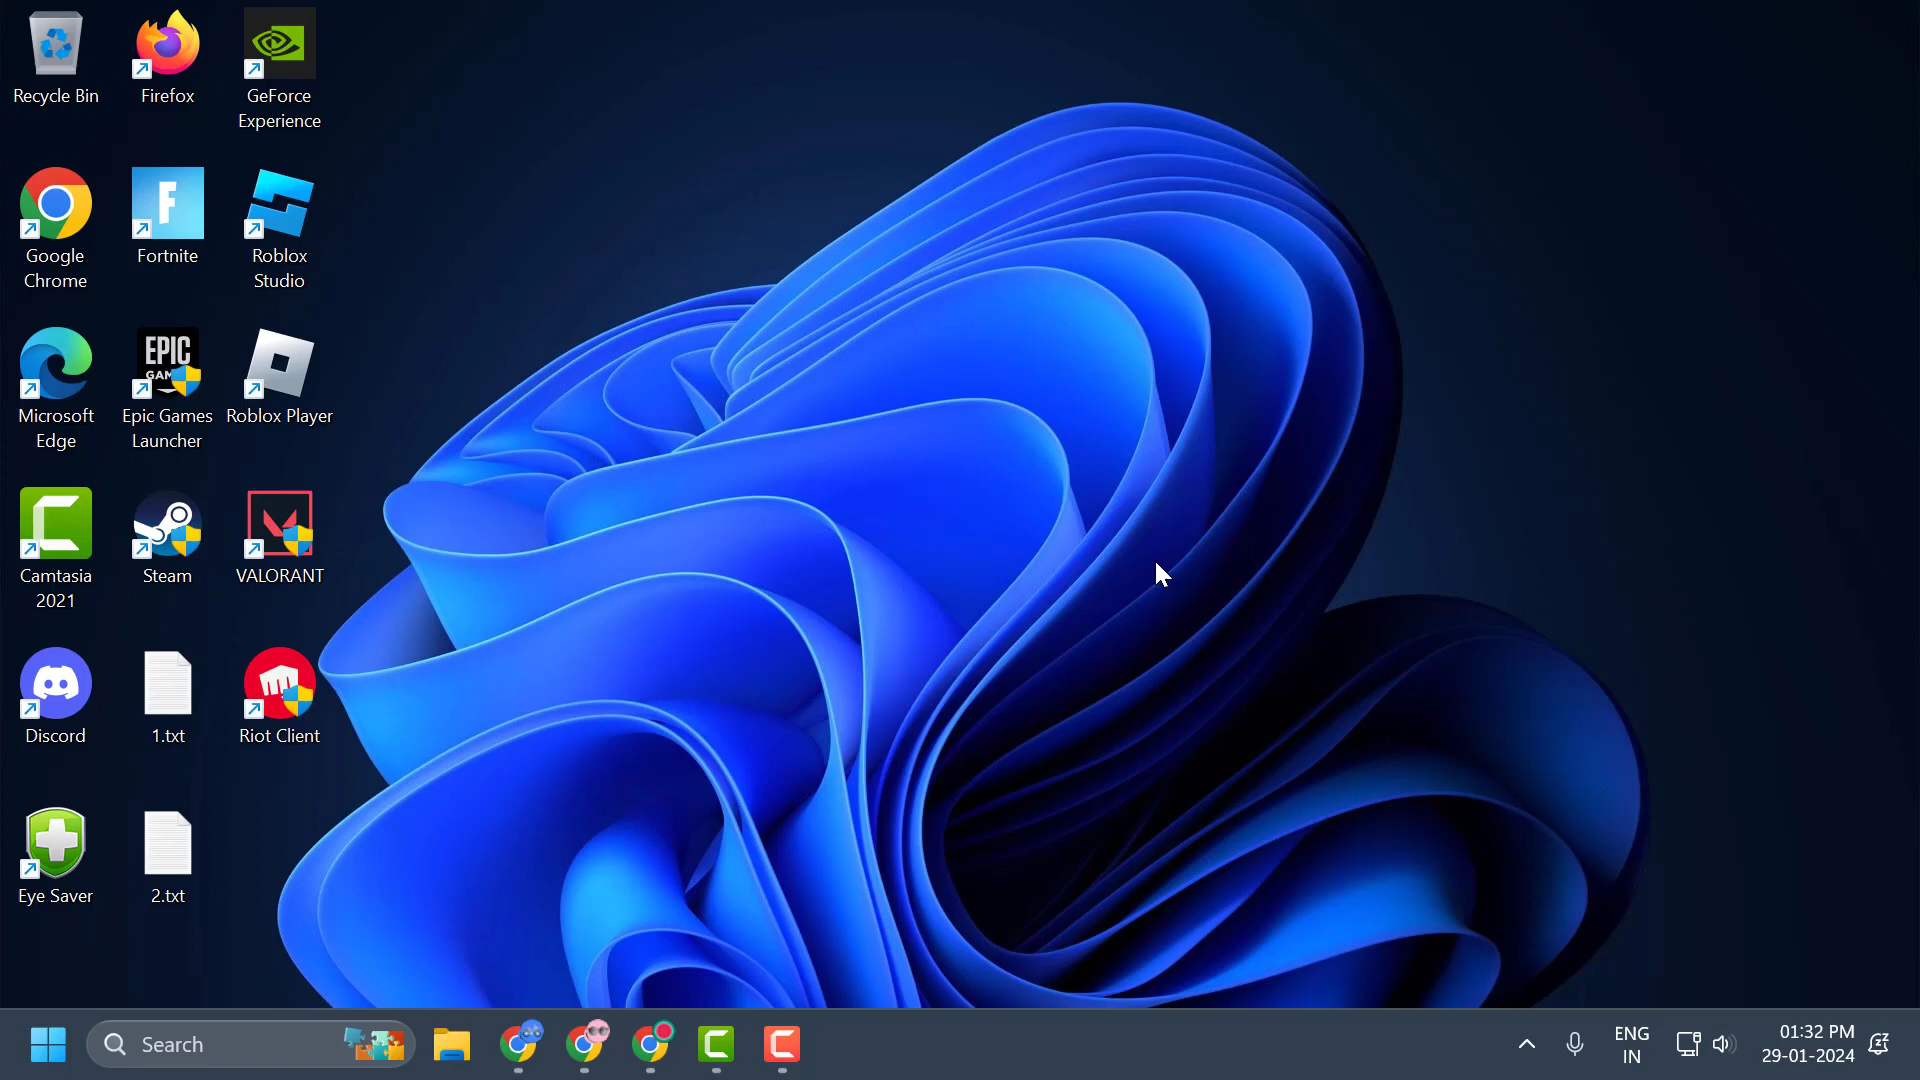 Recycle Bin
Firefox
GeForce
Experience
Google
Chrome
F
Fortnite
Roblox
Studio
Microsoft
Edge
EPIC
GAM
Epic Games
Launcher
Roblox Player
Camtasia
2021
Steam
VALORANT
Discord
1.txt
Riot Client
Eye Saver
2.txt
Search
ENG
IN
01:32 PM
29-01-2024